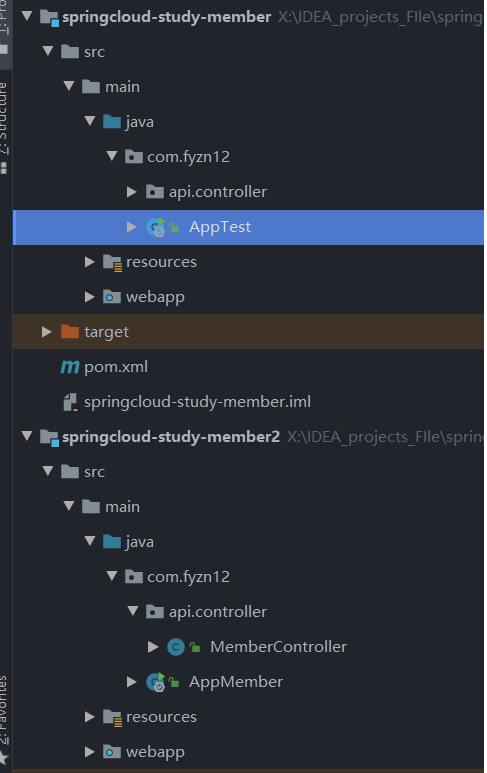 springcloud-study-member X:\IDEA_projects_FIle\spring
src
main
java
com.fyzn12
api.controller
AppTest
resources
webapp
target
pom.xml
springcloud-study-member.iml
springcloud-study-member2 X:\IDEA_projects_FIle\spring
src
main
java
com.fyzn12
api.controller
MemberController
AppMember
resources
webapp
7: Structure
2: Favorites